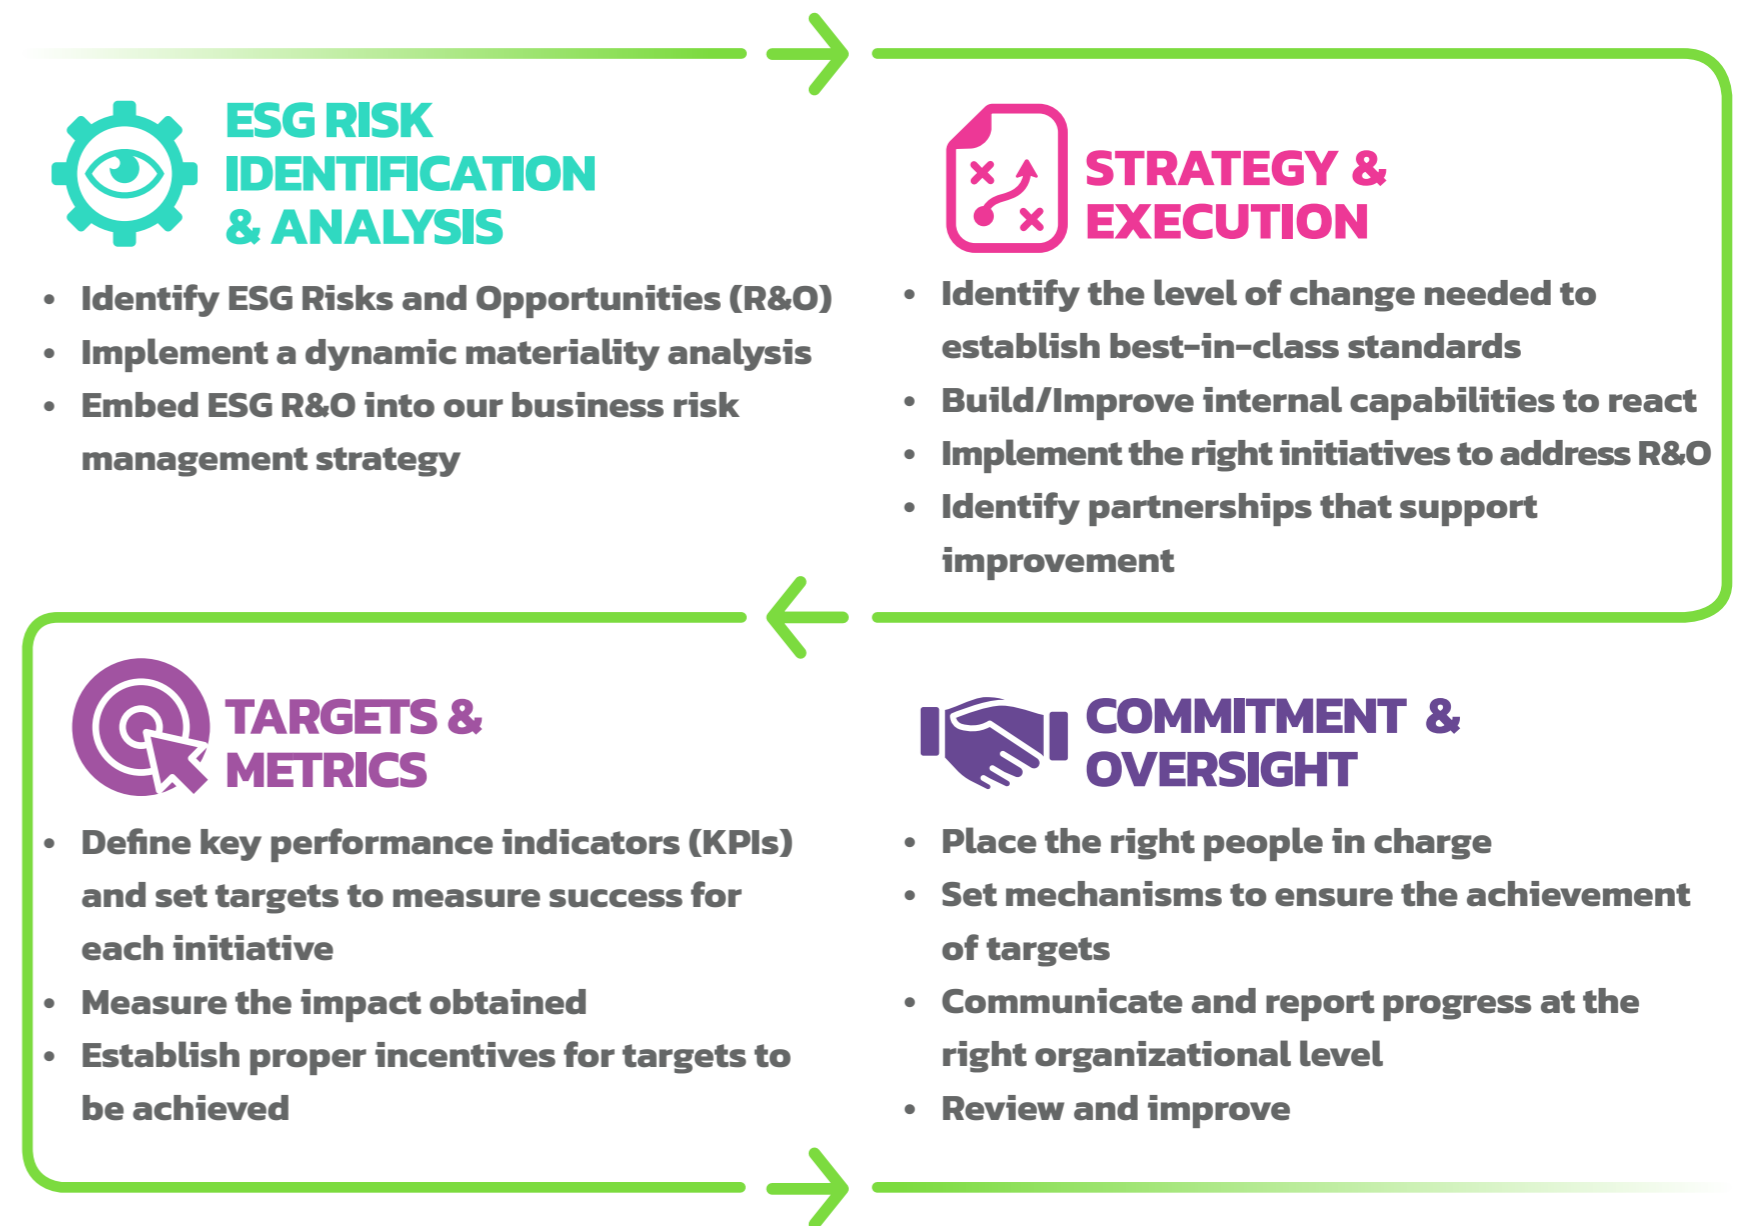 ESG RISK
IDENTIFICATION
& ANALYSIS
• Identify ESG Risks and Opportunities (R&O)
• Implement a dynamic materiality analysis
• Embed ESG R&O into our business risk
management strategy
STRATEGY &
EXECUTION
• Identify the level of change needed to
establish best-in-class standards
• Build/Improve internal capabilities to react
• Implement the right initiatives to address R&O
• Identify partnerships that support
improvement
TARGETS &
METRICS
• Define key performance indicators (KPIs)
and set targets to measure success for
each initiative
• Measure the impact obtained
• Establish proper incentives for targets to
be achieved
COMMITMENT &
OVERSIGHT
• Place the right people in charge
• Set mechanisms to ensure the achievement
of targets
• Communicate and report progress at the
right organizational level
• Review and improve